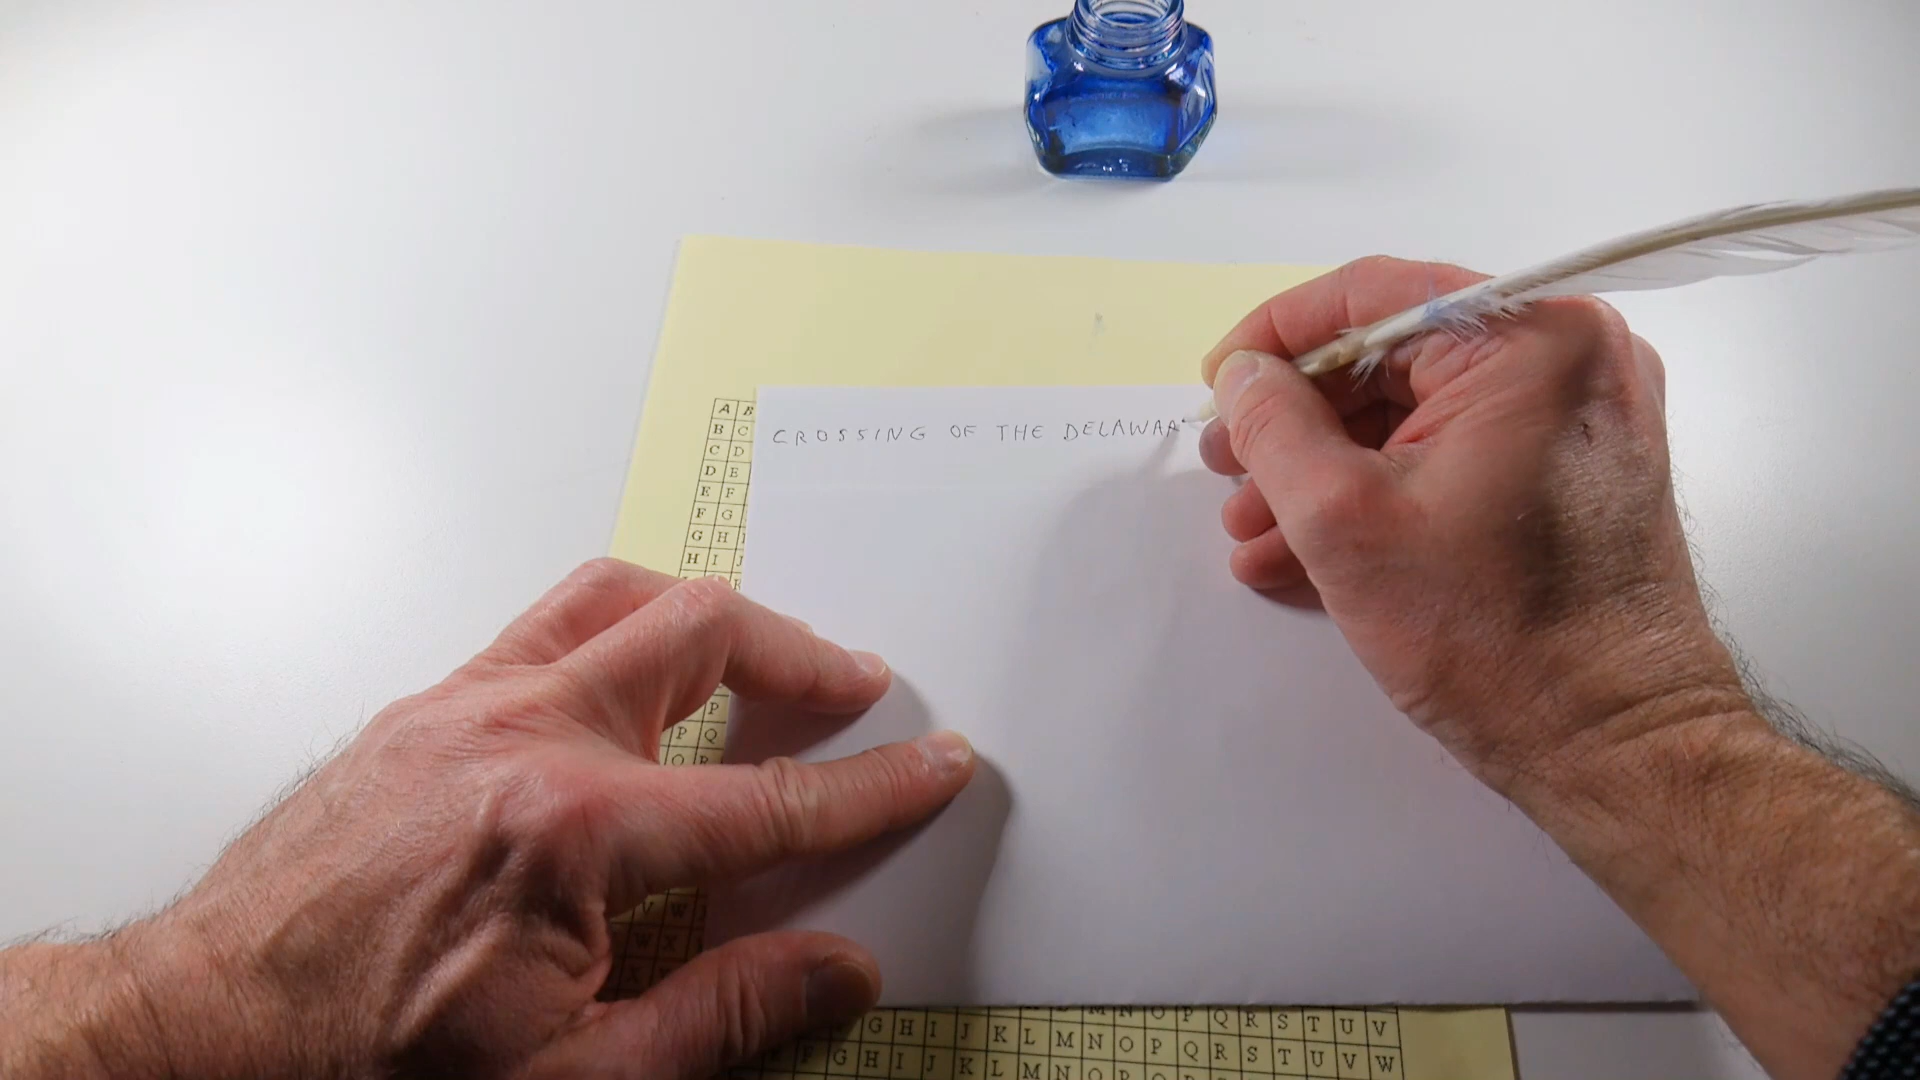 CROSSING OF THE DELAWAR
A B
B C
C D
D E
E F
F G
G H I
H I J
P
P Q
Q R
V W
W X
X
M N O P Q R S T U V
G H I J K L M N O P Q R S T U V
F G H I J K L M N O P Q R S T U V W